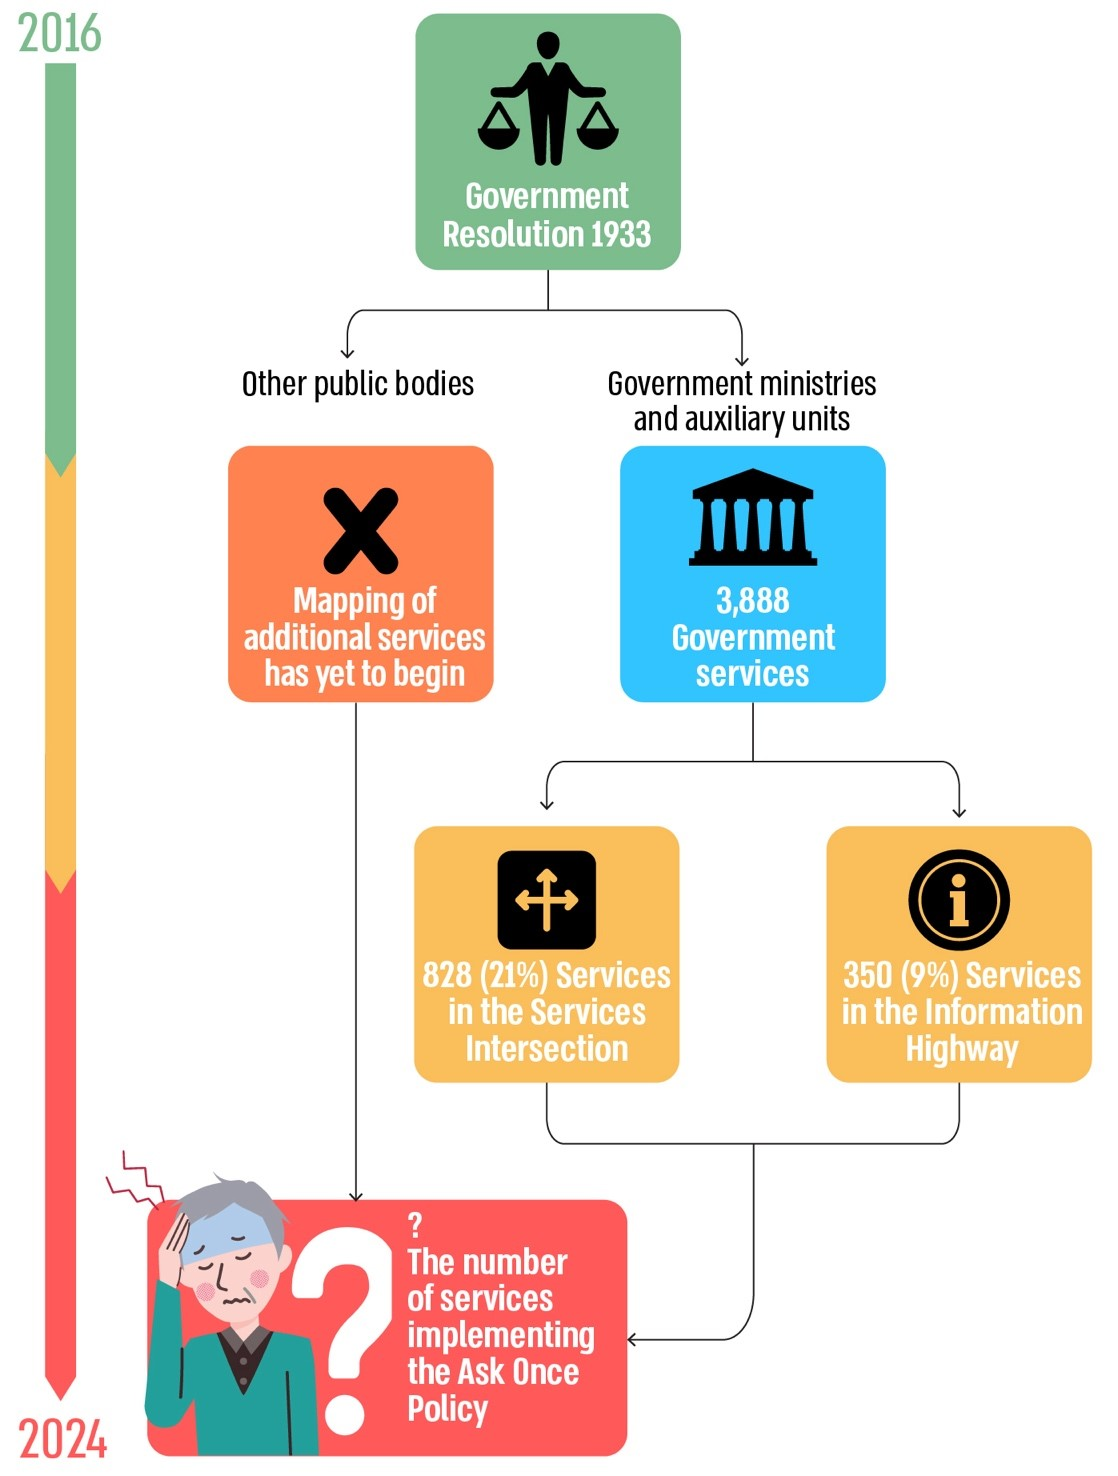 2016
Government
Resolution 1933
Other public bodies
Government ministries
and auxiliary units
Mapping of
additional services
has yet to begin
3,888
Government
services
828 (21%) Services
in the Services
Intersection
350 (9%) Services
in the Information
Highway
?
?
The number
of services
implementing
the Ask Once
Policy
2024